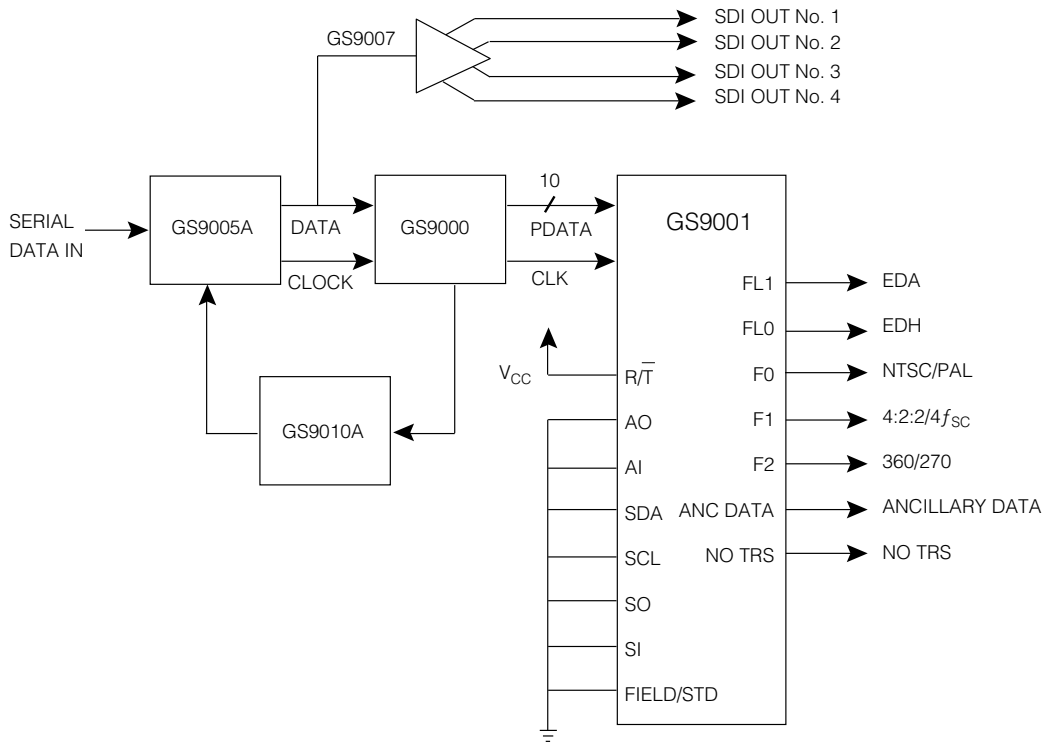 GS9007
SDI OUT No. 1
SDI OUT No. 2
SDI OUT No. 3
SDI OUT No. 4
SERIAL
DATA IN
GS9005A
DATA
CLOCK
GS9000
10
PDATA
CLK
GS9001
GS9010A
VCC
R/T̅
AO
AI
SDA
SCL
SO
SI
FIELD/STD
FL1
EDA
FL0
EDH
F0
NTSC/PAL
F1
4:2:2/4ƒSC
F2
360/270
ANC DATA
ANCILLARY DATA
NO TRS
NO TRS